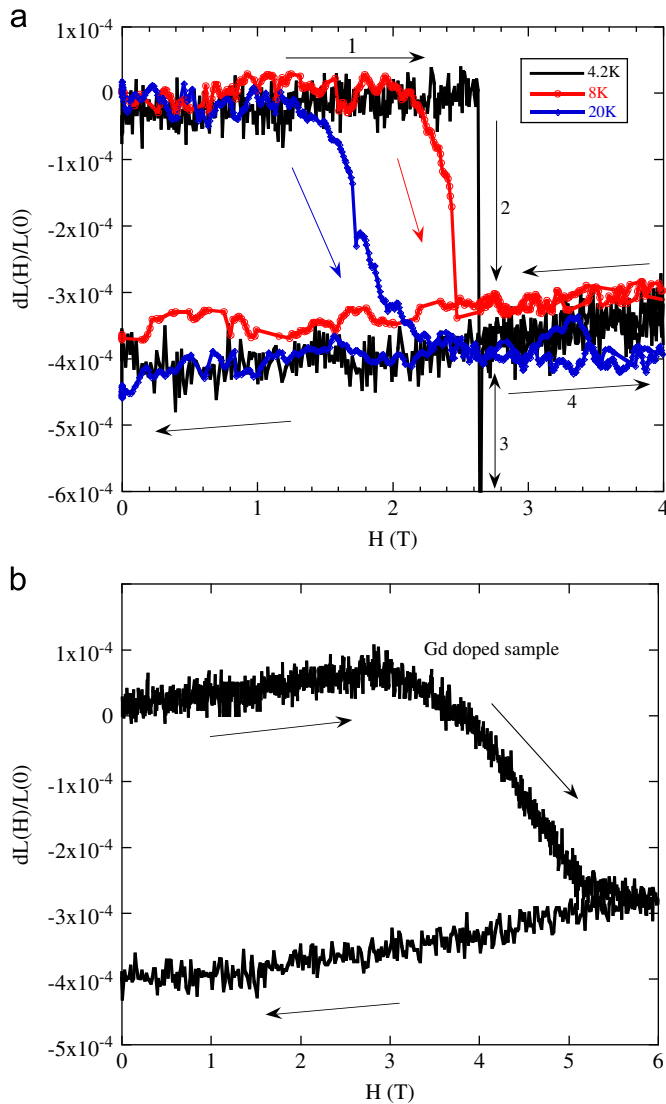 a
1x10⁻⁴
0
-1x10⁻⁴
-2x10⁻⁴
-3x10⁻⁴
-4x10⁻⁴
-5x10⁻⁴
-6x10⁻⁴
dL(H)/L(0)
1
4.2K
8K
20K
2
4
3
0 1 2 3 4
H (T)
b
1x10⁻⁴
0
-1x10⁻⁴
-2x10⁻⁴
-3x10⁻⁴
-4x10⁻⁴
-5x10⁻⁴
dL(H)/L(0)
Gd doped sample
0 1 2 3 4 5 6
H (T)